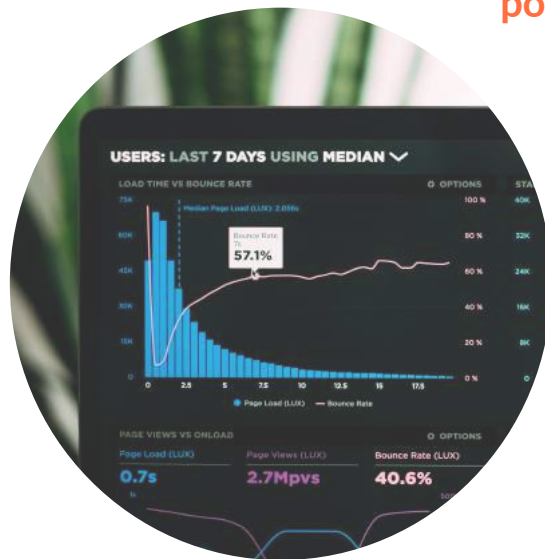 po
USERS: LAST 7 DAYS USING MEDIAN
LOAD TIME VS BOUNCE RATE
OPTIONS
STA
75K
Median Page Load (LUX): 2.056s
100 %
40K
60K
Bounce Rate
7s
57.1%
80 %
32K
45K
60 %
24K
30K
40 %
16K
15K
20 %
8K
0
0 %
0
0 2.5 5 7.5 10 12.5 15 17.5
Page Load (LUX) Bounce Rate
PAGE VIEWS VS ONLOAD
OPTIONS
Page Load (LUX) Page Views (LUX) Bounce Rate (LUX)
0.7s 2.7Mpvs 40.6%
1s